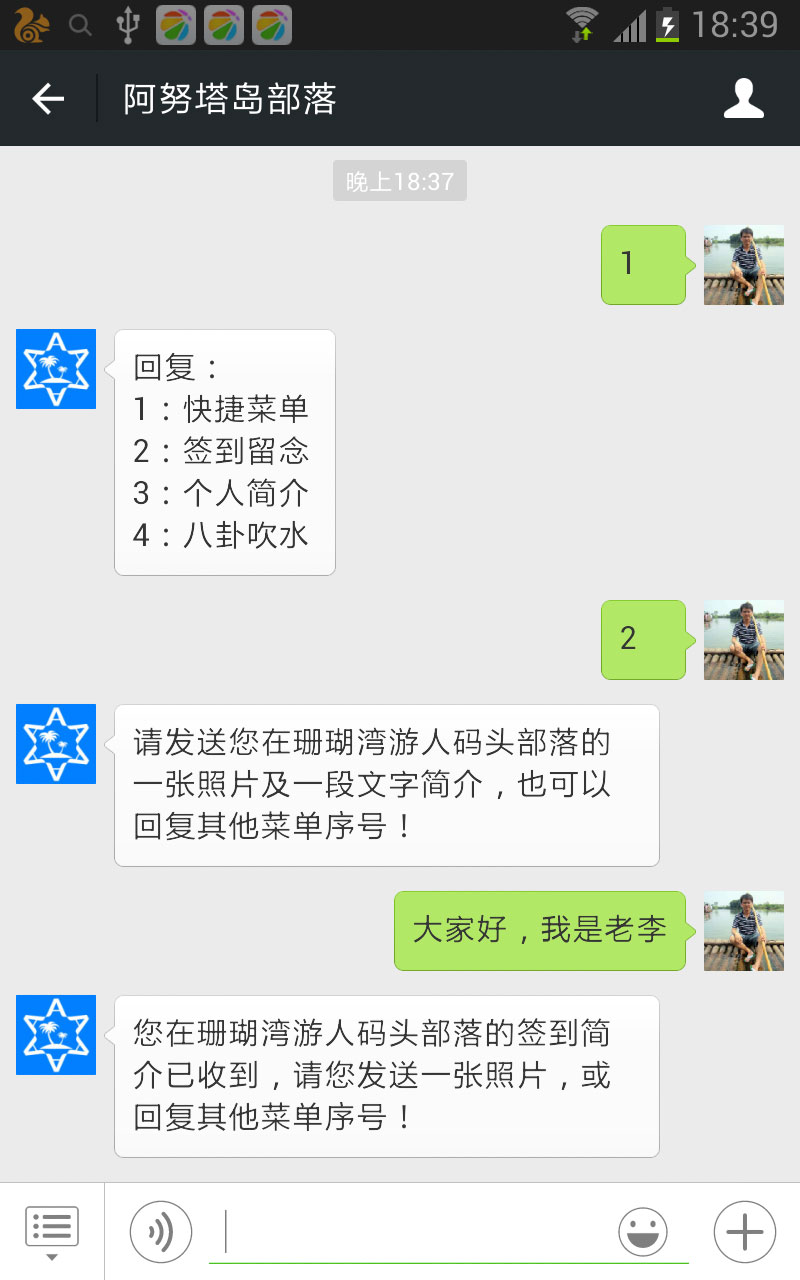 18:39
阿努塔岛部落
晚上18:37
1
回复：
1：快捷菜单
2：签到留念
3：个人简介
4：八卦吹水
2
请发送您在珊瑚湾游人码头部落的
一张照片及一段文字简介，也可以
回复其他菜单序号！
大家好，我是老李
您在珊瑚湾游人码头部落的签到简
介已收到，请您发送一张照片，或
回复其他菜单序号！